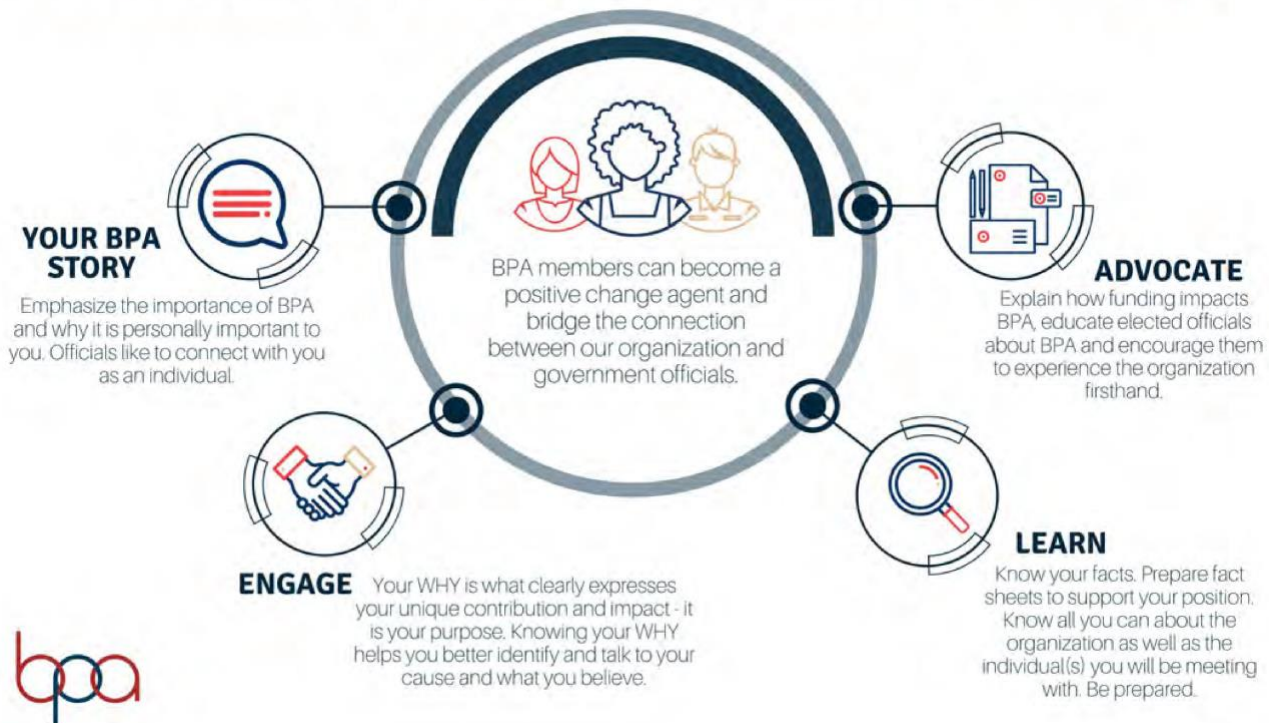 BPA members can become a
positive change agent and
bridge the connection
between our organization and
government officials.
YOUR BPA
STORY
Emphasize the importance of BPA
and why it is personally important to
you. Officials like to connect with you
as an individual.
ADVOCATE
Explain how funding impacts
BPA, educate elected officials
about BPA and encourage them
to experience the organization
firsthand.
ENGAGE
Your WHY is what clearly expresses
your unique contribution and impact - it
is your purpose. Knowing your WHY
helps you better identify and talk to your
cause and what you believe.
LEARN
Know your facts. Prepare fact
sheets to support your position.
Know all you can about the
organization as well as the
individual(s) you will be meeting
with. Be prepared.
bpa